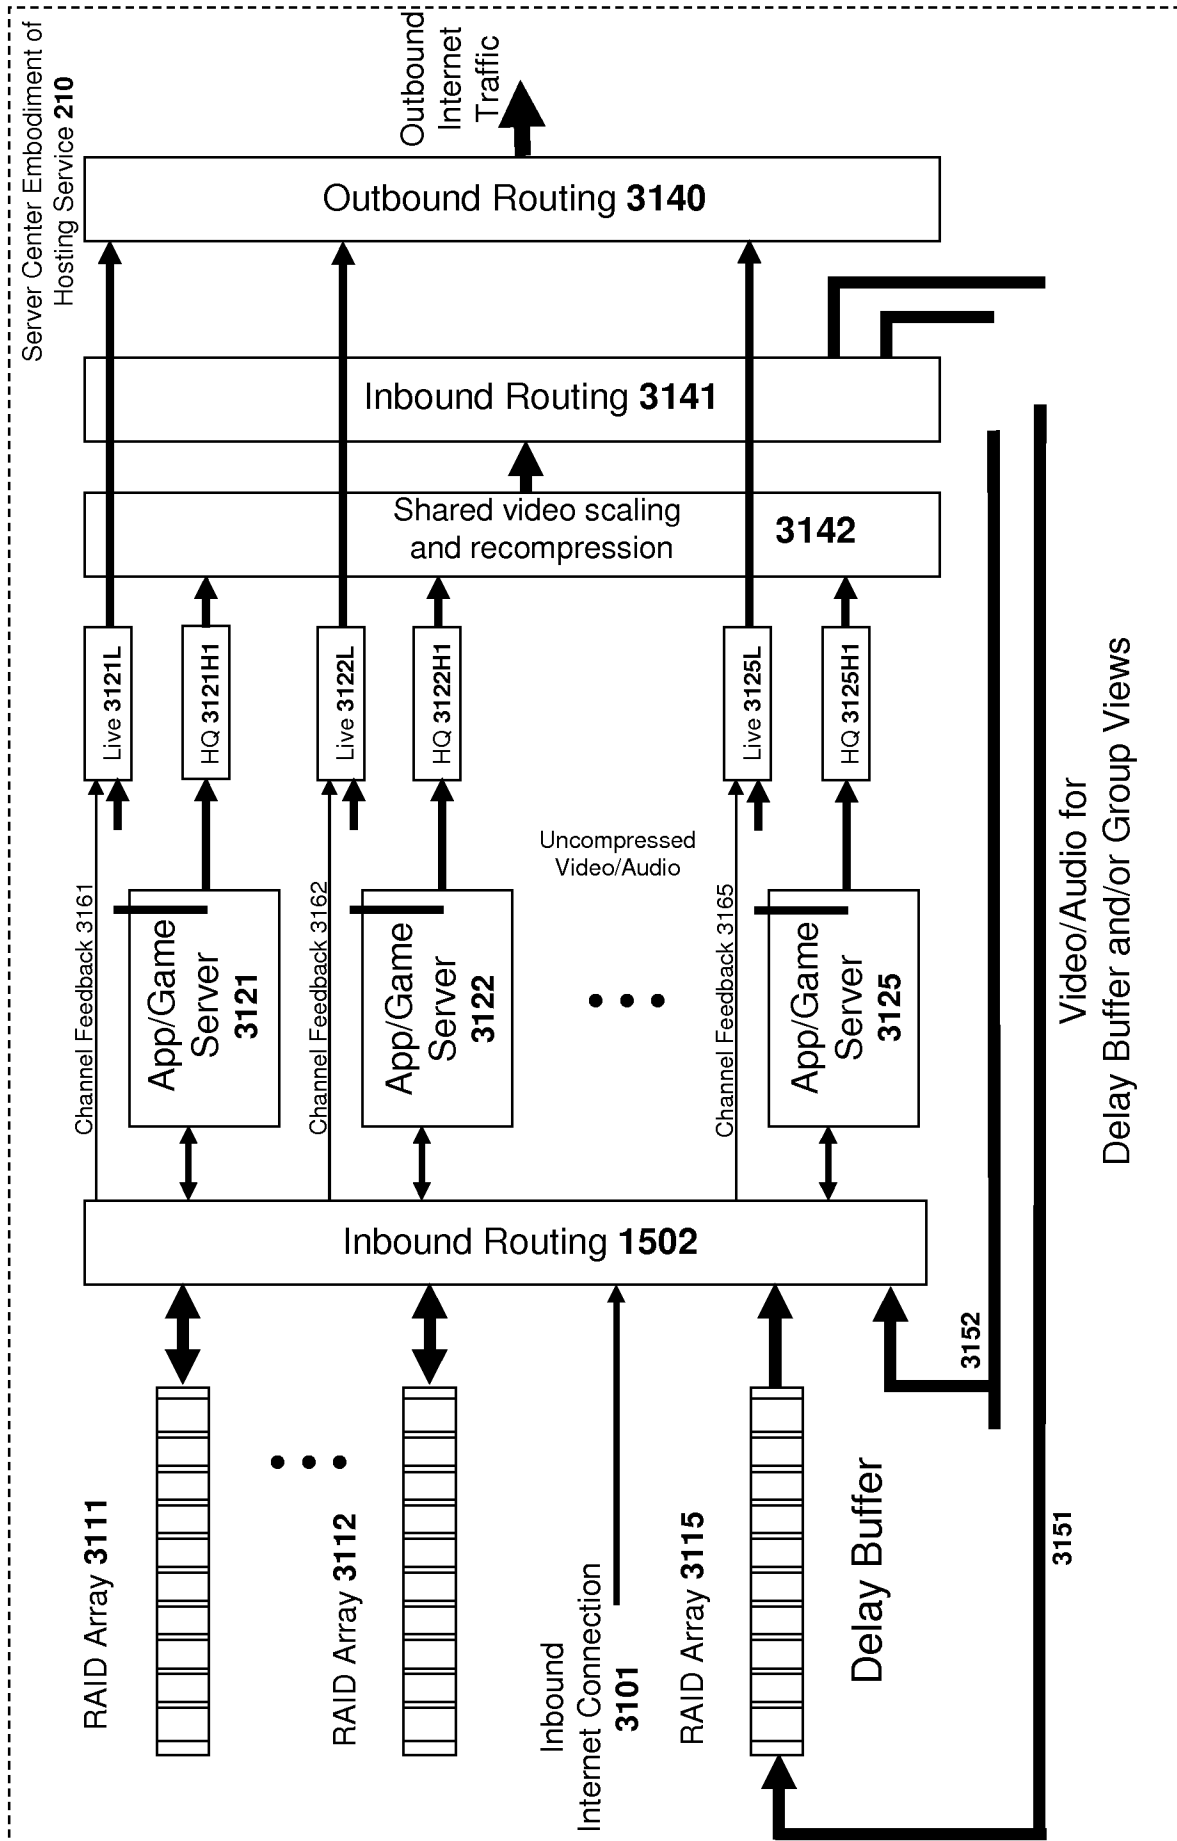 Server Center Embodiment of
Hosting Service 210
Outbound
Internet
Traffic
Outbound Routing 3140
Inbound Routing 3141
Shared video scaling
and recompression
3142
Live 3121L
HQ 3121H1
Live 3122L
HQ 3122H1
Live 3125L
HQ 3125H1
Uncompressed
Video/Audio
Channel Feedback 3161
App/Game
Server
3121
Channel Feedback 3162
App/Game
Server
3122
Channel Feedback 3165
App/Game
Server
3125
Inbound Routing 1502
RAID Array 3111
RAID Array 3112
Inbound
Internet Connection
3101
RAID Array 3115
Delay Buffer
3152
3151
Video/Audio for
Delay Buffer and/or Group Views